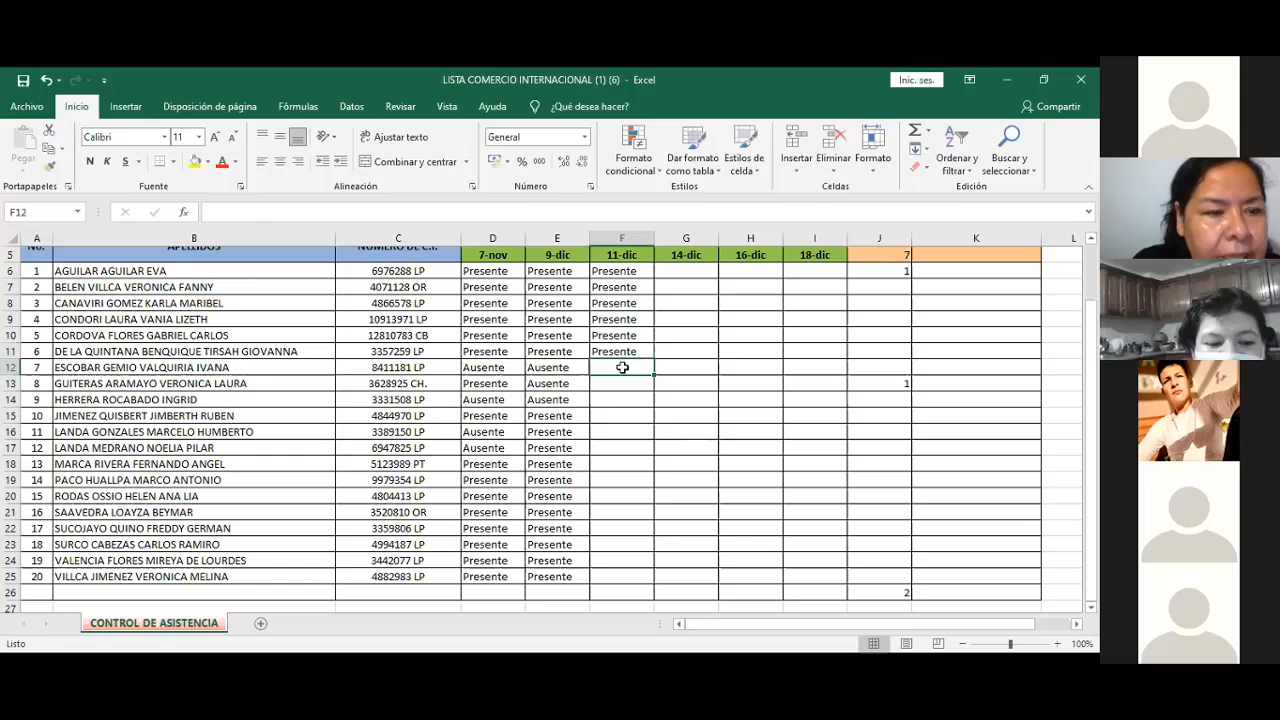 LISTA COMERCIO INTERNACIONAL (1) (6) - Excel
Inic. ses.
Archivo Inicio Insertar Disposición de página Fórmulas Datos Revisar Vista Ayuda ¿Qué desea hacer? Compartir
Pegar
Calibri 11
N K S
Ajustar texto
Combinar y centrar
General
% 000
Formato condicional
Dar formato como tabla
Estilos de celda
Insertar Eliminar Formato
Ordenar y filtrar
Buscar y seleccionar
Portapapeles Fuente Alineación Número Estilos Celdas Edición
F12 fx
A B C D E F G H I J K L
No. APELLIDOS NÚMERO DE C.I.
5 7-nov 9-dic 11-dic 14-dic 16-dic 18-dic 7
6 1 AGUILAR AGUILAR EVA 6976288 LP Presente Presente Presente 1
7 2 BELEN VILLCA VERONICA FANNY 4071128 OR Presente Presente Presente
8 3 CANAVIRI GOMEZ KARLA MARIBEL 4866578 LP Presente Presente Presente
9 4 CONDORI LAURA VANIA LIZETH 10913971 LP Presente Presente Presente
10 5 CORDOVA FLORES GABRIEL CARLOS 12810783 CB Presente Presente Presente
11 6 DE LA QUINTANA BENQUIQUE TIRSAH GIOVANNA 3357259 LP Presente Presente Presente
12 7 ESCOBAR GEMIO VALQUIRIA IVANA 8411181 LP Ausente Ausente
13 8 GUITERAS ARAMAYO VERONICA LAURA 3628925 CH. Presente Ausente 1
14 9 HERRERA ROCABADO INGRID 3331508 LP Ausente Ausente
15 10 JIMENEZ QUISBERT JIMBERTH RUBEN 4844970 LP Presente Presente
16 11 LANDA GONZALES MARCELO HUMBERTO 3389150 LP Ausente Presente
17 12 LANDA MEDRANO NOELIA PILAR 6947825 LP Ausente Presente
18 13 MARCA RIVERA FERNANDO ANGEL 5123989 PT Presente Presente
19 14 PACO HUALLPA MARCO ANTONIO 9979354 LP Presente Presente
20 15 RODAS OSSIO HELEN ANA LIA 4804413 LP Presente Presente
21 16 SAAVEDRA LOAYZA BEYMAR 3520810 OR Presente Presente
22 17 SUCOJAYO QUINO FREDDY GERMAN 3359806 LP Presente Presente
23 18 SURCO CABEZAS CARLOS RAMIRO 4994187 LP Presente Presente
24 19 VALENCIA FLORES MIREYA DE LOURDES 3442077 LP Presente Presente
25 20 VILLCA JIMENEZ VERONICA MELINA 4882983 LP Presente Presente
26 2
27
CONTROL DE ASISTENCIA
Listo 100%